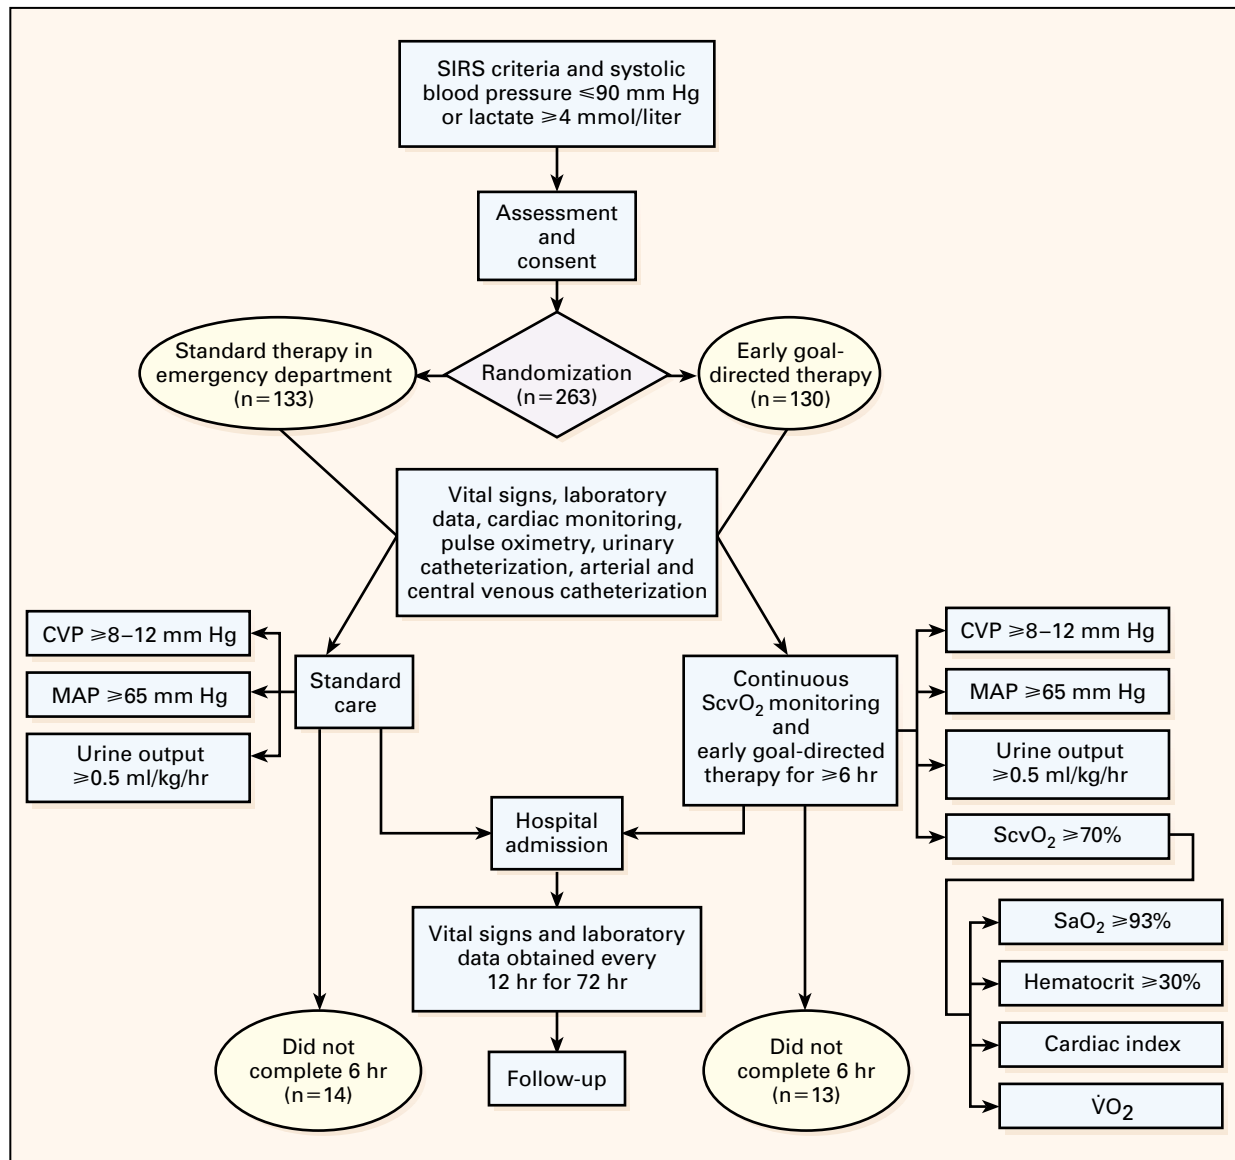 SIRS criteria and systolic
blood pressure ≤90 mm Hg
or lactate ≥4 mmol/liter
Assessment
and
consent
Standard therapy in
emergency department
(n=133)
Randomization
(n=263)
Early goal-
directed therapy
(n=130)
Vital signs, laboratory
data, cardiac monitoring,
pulse oximetry, urinary
catheterization, arterial and
central venous catheterization
CVP ≥8–12 mm Hg
MAP ≥65 mm Hg
Urine output
≥0.5 ml/kg/hr
Standard
care
Continuous
ScvO₂ monitoring
and
early goal-directed
therapy for ≥6 hr
CVP ≥8–12 mm Hg
MAP ≥65 mm Hg
Urine output
≥0.5 ml/kg/hr
ScvO₂ ≥70%
Hospital
admission
Vital signs and laboratory
data obtained every
12 hr for 72 hr
SaO₂ ≥93%
Hematocrit ≥30%
Cardiac index
V̇O₂
Did not
complete 6 hr
(n=14)
Follow-up
Did not
complete 6 hr
(n=13)